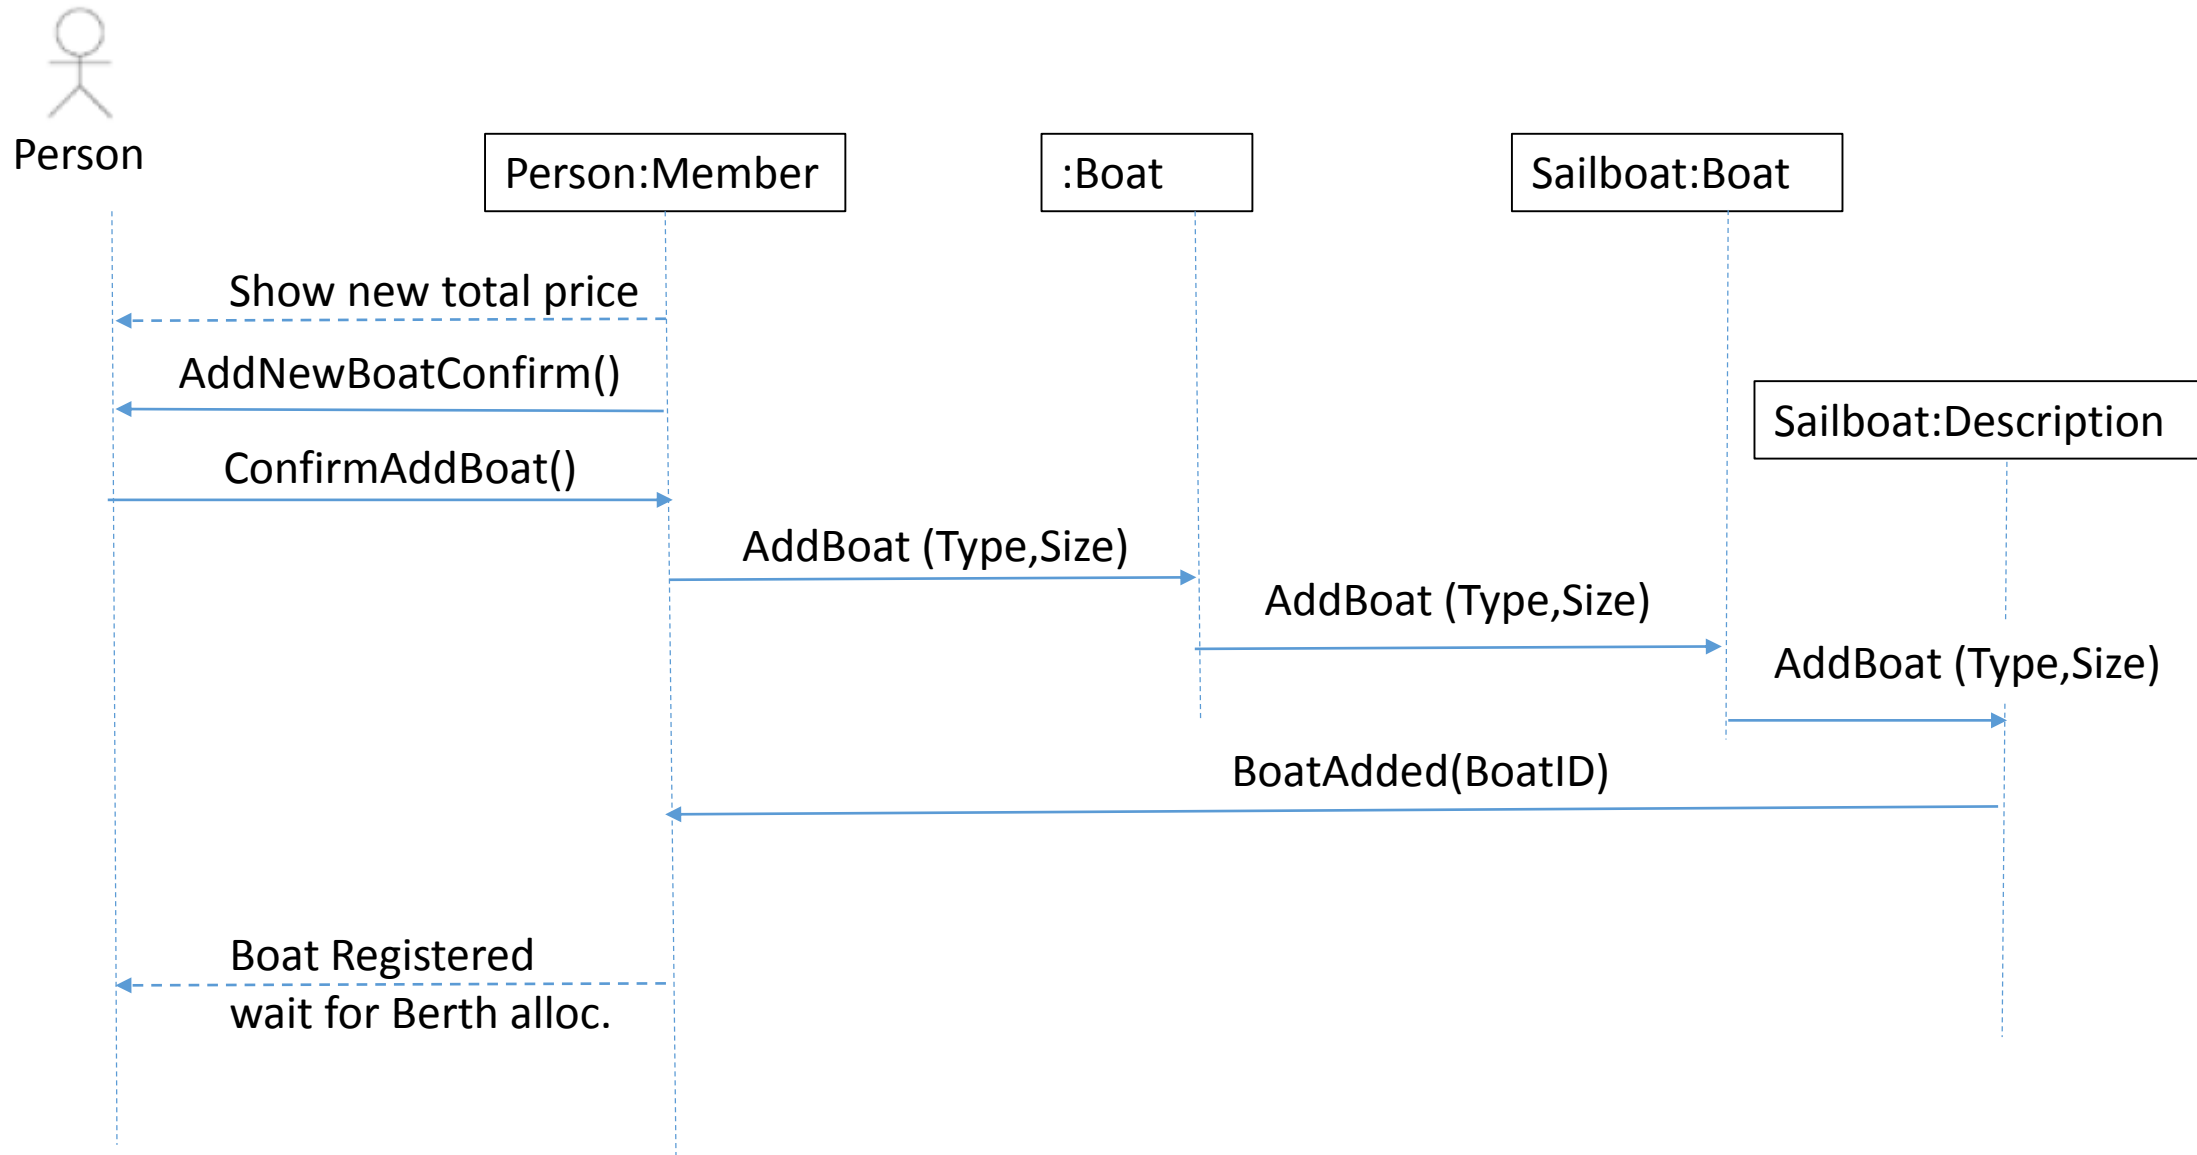 Person
Person:Member
:Boat
Sailboat:Boat
Show new total price
AddNewBoatConfirm()
Sailboat:Description
ConfirmAddBoat()
AddBoat (Type,Size)
AddBoat (Type,Size)
AddBoat (Type,Size)
BoatAdded(BoatID)
Boat Registered
wait for Berth alloc.